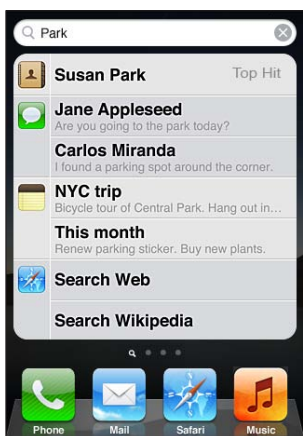 Park
Susan Park Top Hit
Jane Appleseed
Are you going to the park today?
Carlos Miranda
I found a parking spot around the corner.
NYC trip
Bicycle tour of Central Park. Hang out in...
This month
Renew parking sticker. Buy new plants.
Search Web
Search Wikipedia
Phone Mail Safari Music